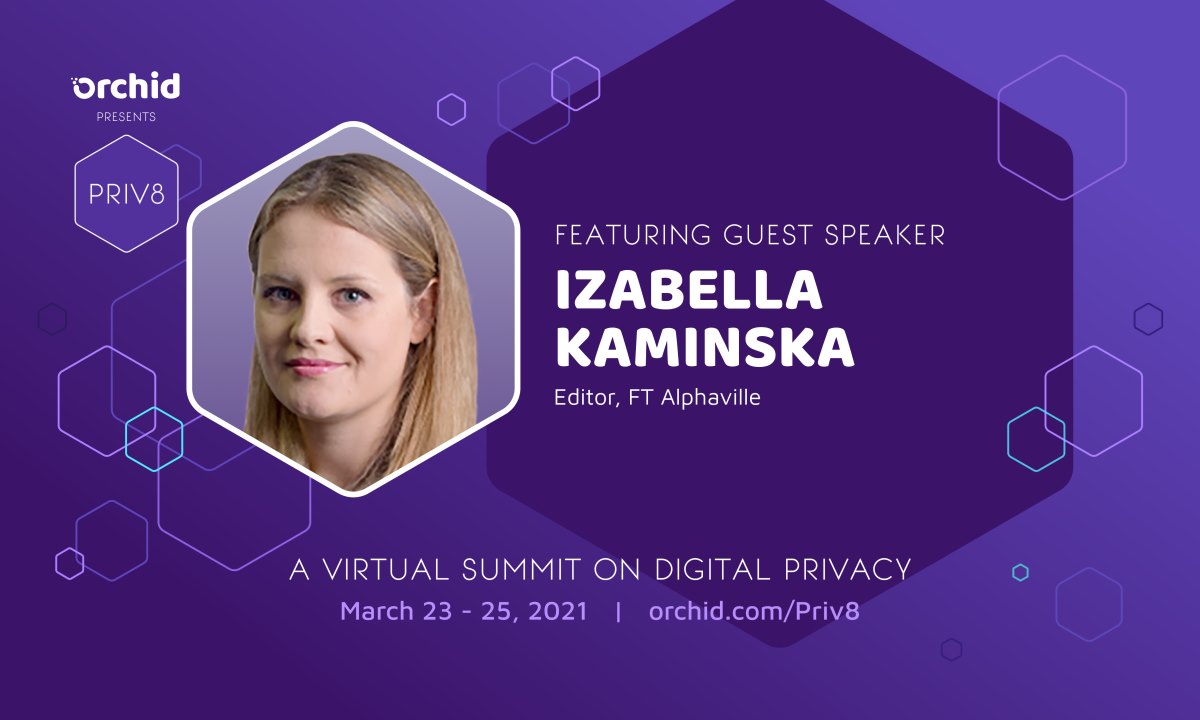 orchid
PRESENTS
PRIV8
FEATURING GUEST SPEAKER
IZABELLA
KAMINSKA
Editor, FT Alphaville
A VIRTUAL SUMMIT ON DIGITAL PRIVACY
March 23 - 25, 2021 | orchid.com/Priv8